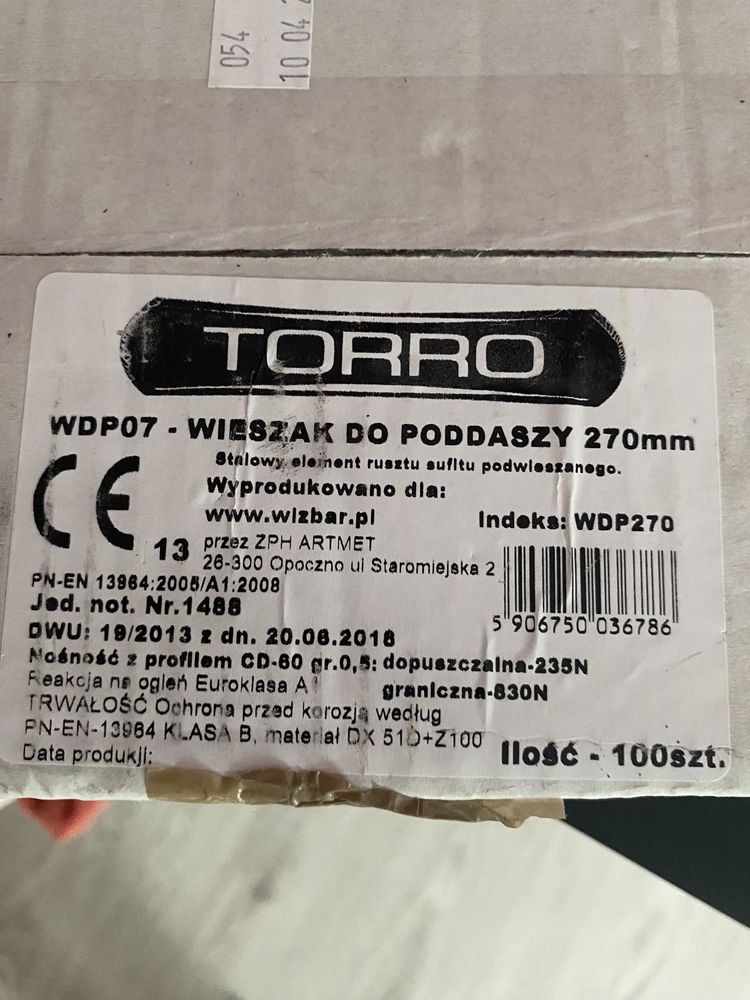 054
10 04
TORRO
WDP07 - WIESZAK DO PODDASZY 270mm
Stalowy element rusztu sufitu podwieszanego.
Wyprodukowano dla:
www.wizbar.pl
Indeks: WDP270
CE
13
przez ZPH ARTMET
26-300 Opoczno ul Staromiejska 2
PN-EN 13964:2005/A1:2008
Jed. not. Nr.1488
5 906750 036786
DWU: 19/2013 z dn. 20.06.2018
Nośność z profilem CD-60 gr.0,5: dopuszczalna-235N
Reakcja na ogień Euroklasa A1
graniczna-830N
TRWAŁOŚĆ Ochrona przed korozją według
PN-EN-13964 KLASA B, materiał DX 51D+Z100
Data produkji:
Ilość - 100szt.